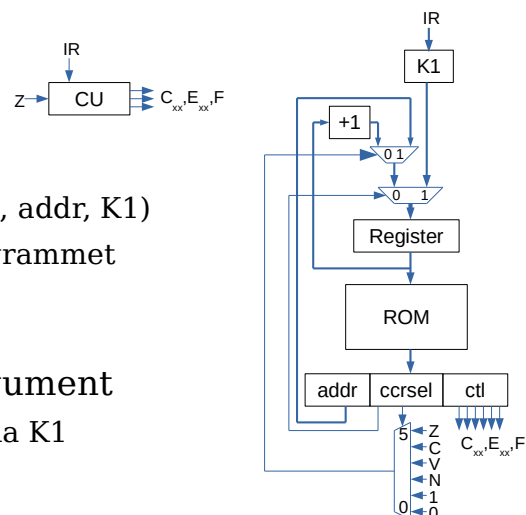 IR
Z CU C_xx,E_xx,F
, addr, K1)
grammet
ument
a K1
IR
K1
+1
0 1
0 1
Register
ROM
addr ccrsel ctl
5 Z
C
V
N
1
0 0
C_xx,E_xx,F